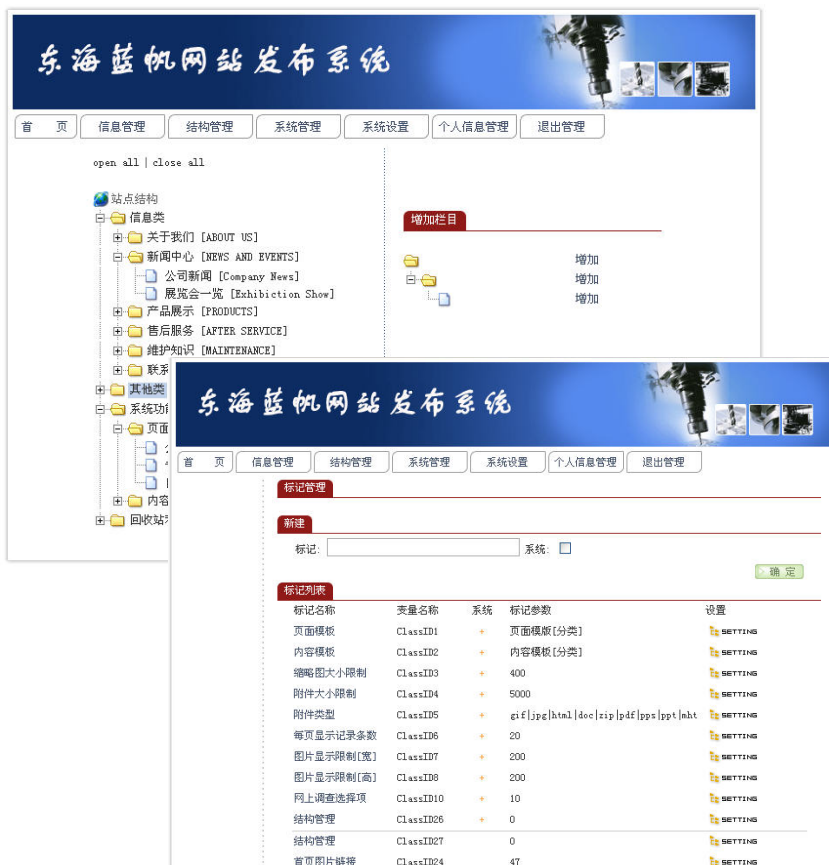 东海蓝帆网站发布系统
首 页 信息管理 结构管理 系统管理 系统设置 个人信息管理 退出管理
open all | close all
站点结构
信息类
增加栏目
关于我们 [ABOUT US]
新闻中心 [NEWS AND EVENTS]
增加
公司新闻 [Company News]
增加
展览会一览 [Exhibiction Show]
增加
产品展示 [PRODUCTS]
售后服务 [AFTER SERVICE]
维护知识 [MAINTENANCE]
联系
其他类
系统功能
页面
内容
回收站
东海蓝帆网站发布系统
首 页 信息管理 结构管理 系统管理 系统设置 个人信息管理 退出管理
标记管理
新建
标记: 系统:
确 定
标记列表
标记名称 变量名称 系统 标记参数 设置
页面模板 ClassID1 + 页面模版[分类] SETTING
内容模板 ClassID2 + 内容模板[分类] SETTING
缩略图大小限制 ClassID3 + 400 SETTING
附件大小限制 ClassID4 + 5000 SETTING
附件类型 ClassID5 + gif|jpg|html|doc|zip|pdf|pps|ppt|mht SETTING
每页显示记录条数 ClassID6 + 20 SETTING
图片显示限制[宽] ClassID7 + 200 SETTING
图片显示限制[高] ClassID8 + 200 SETTING
网上调查选择项 ClassID10 + 10 SETTING
结构管理 ClassID26 + 0 SETTING
结构管理 ClassID27 0 SETTING
首页图片链接 ClassID24 47 SETTING